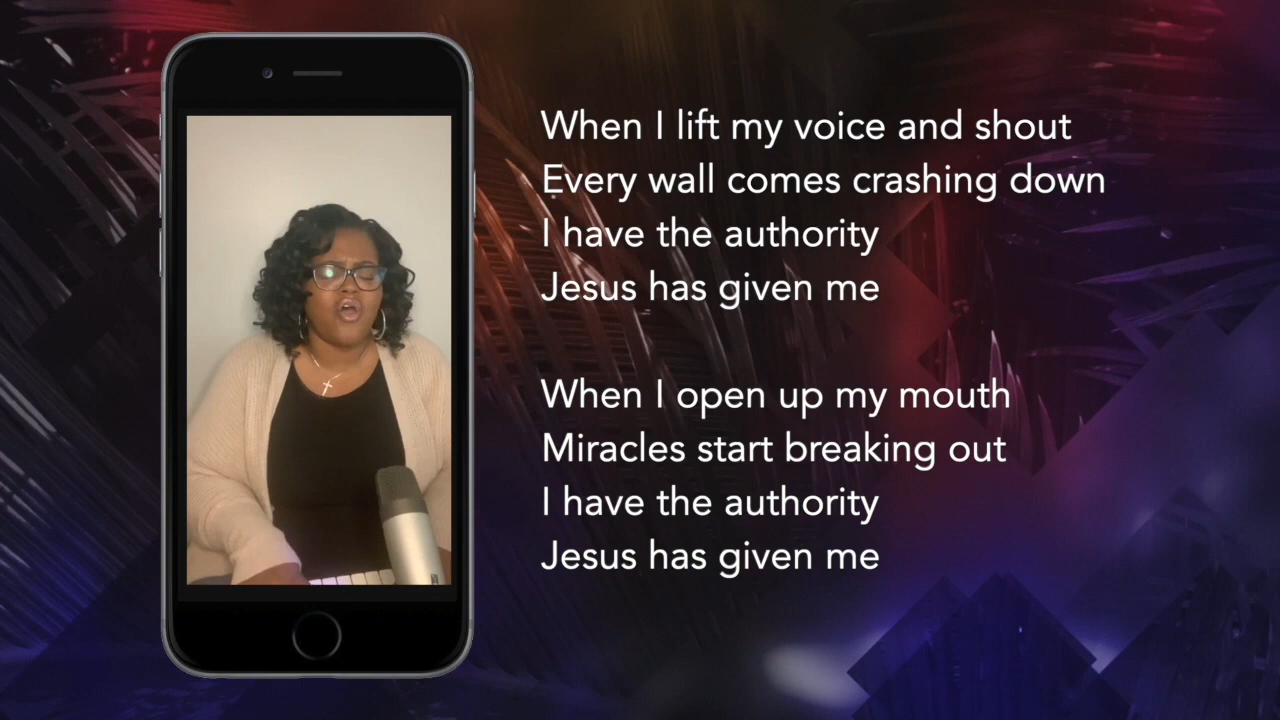 When I lift my voice and shout
Every wall comes crashing down
I have the authority
Jesus has given me
When I open up my mouth
Miracles start breaking out
I have the authority
Jesus has given me